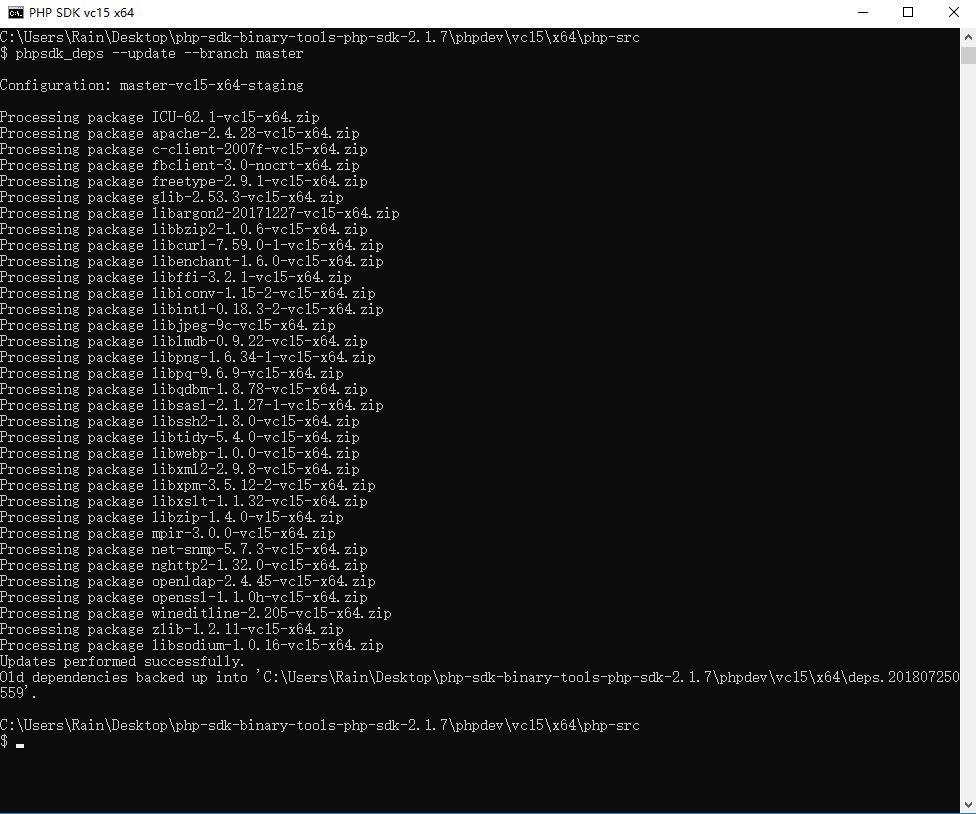 PHP SDK vc15 x64
C:\Users\Rain\Desktop\php-sdk-binary-tools-php-sdk-2.1.7\phpdev\vc15\x64\php-src
$ phpsdk_deps --update --branch master
Configuration: master-vc15-x64-staging
Processing package ICU-62.1-vc15-x64.zip
Processing package apache-2.4.28-vc15-x64.zip
Processing package c-client-2007f-vc15-x64.zip
Processing package fbclient-3.0-nocrt-x64.zip
Processing package freetype-2.9.1-vc15-x64.zip
Processing package glib-2.53.3-vc15-x64.zip
Processing package libargon2-20171227-vc15-x64.zip
Processing package libbzip2-1.0.6-vc15-x64.zip
Processing package libcurl-7.59.0-1-vc15-x64.zip
Processing package libenchant-1.6.0-vc15-x64.zip
Processing package libffi-3.2.1-vc15-x64.zip
Processing package libiconv-1.15-2-vc15-x64.zip
Processing package libintl-0.18.3-2-vc15-x64.zip
Processing package libjpeg-9c-vc15-x64.zip
Processing package liblmdb-0.9.22-vc15-x64.zip
Processing package libpng-1.6.34-1-vc15-x64.zip
Processing package libpq-9.6.9-vc15-x64.zip
Processing package libqdbm-1.8.78-vc15-x64.zip
Processing package libsasl-2.1.27-1-vc15-x64.zip
Processing package libssh2-1.8.0-vc15-x64.zip
Processing package libtidy-5.4.0-vc15-x64.zip
Processing package libwebp-1.0.0-vc15-x64.zip
Processing package libxml2-2.9.8-vc15-x64.zip
Processing package libxpm-3.5.12-2-vc15-x64.zip
Processing package libxslt-1.1.32-vc15-x64.zip
Processing package libzip-1.4.0-v15-x64.zip
Processing package mpir-3.0.0-vc15-x64.zip
Processing package net-snmp-5.7.3-vc15-x64.zip
Processing package nghttp2-1.32.0-vc15-x64.zip
Processing package openldap-2.4.45-vc15-x64.zip
Processing package openssl-1.1.0h-vc15-x64.zip
Processing package wineditline-2.205-vc15-x64.zip
Processing package zlib-1.2.11-vc15-x64.zip
Processing package libsodium-1.0.16-vc15-x64.zip
Updates performed successfully.
Old dependencies backed up into 'C:\Users\Rain\Desktop\php-sdk-binary-tools-php-sdk-2.1.7\phpdev\vc15\x64\deps.201807250
559'.
C:\Users\Rain\Desktop\php-sdk-binary-tools-php-sdk-2.1.7\phpdev\vc15\x64\php-src
$